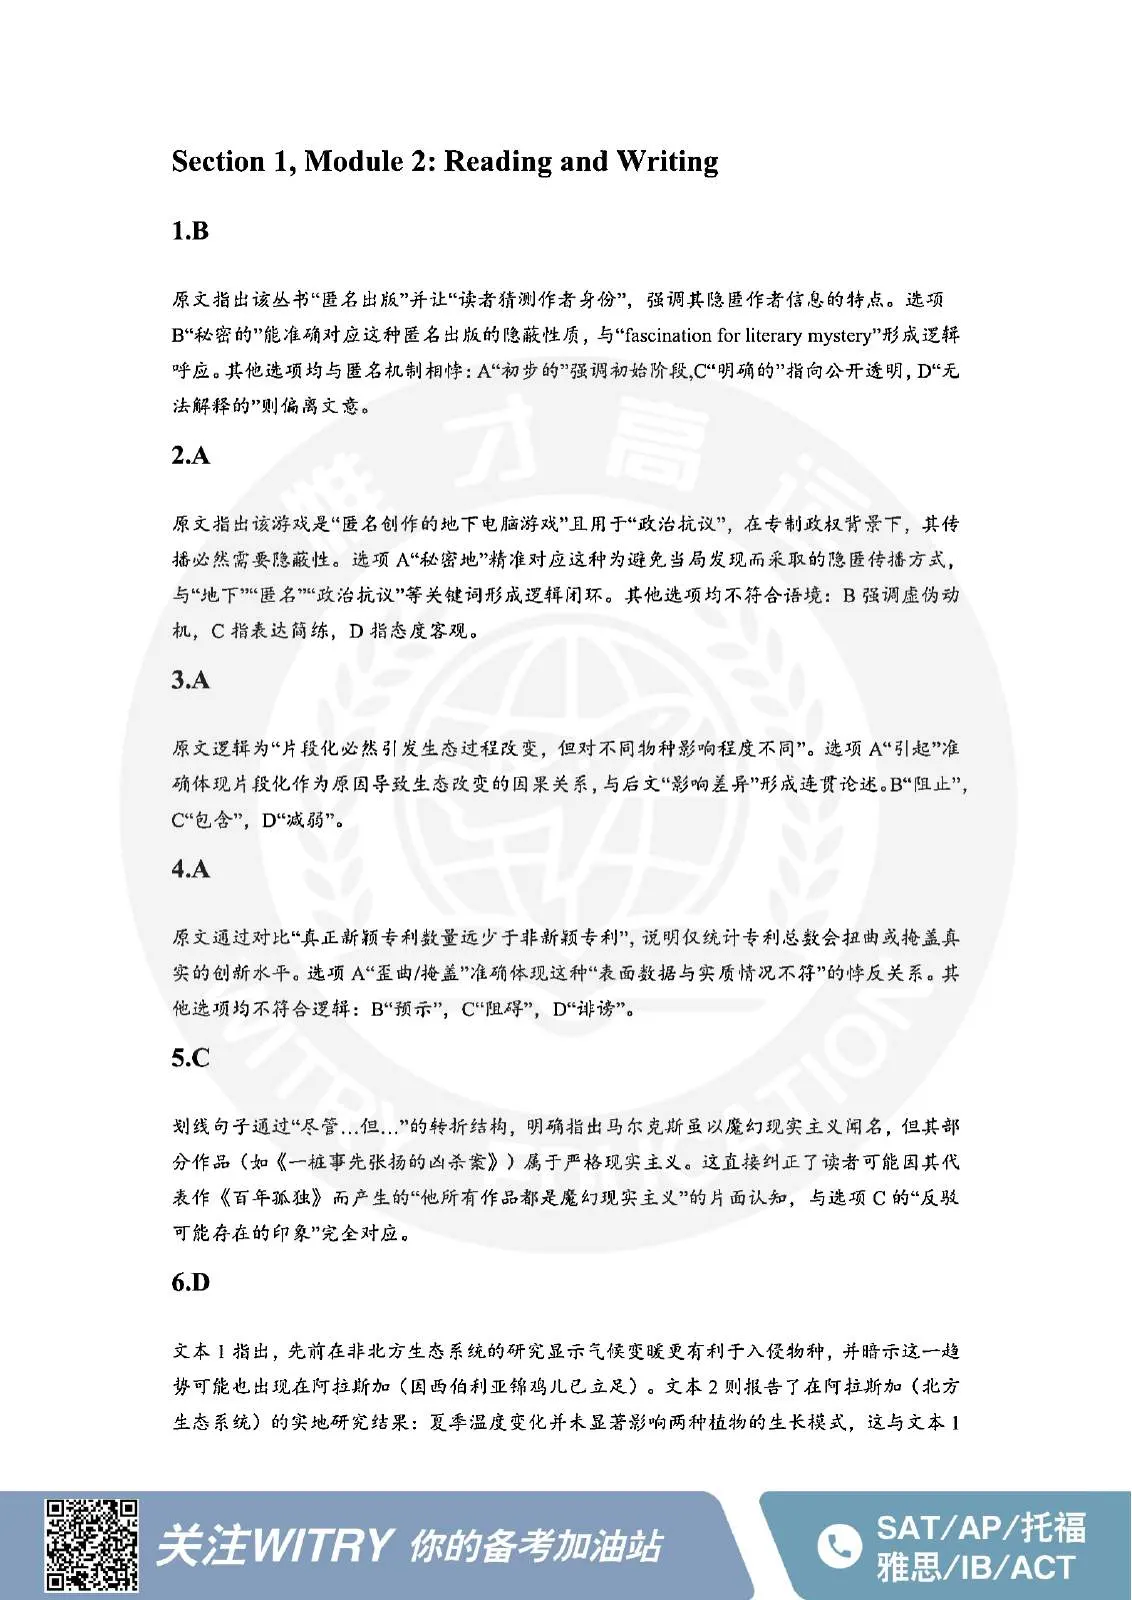 Section 1, Module 2: Reading and Writing
1.B
原文指出该丛书“匿名出版”并让“读者猜测作者身份”，强调其隐匿作者信息的特点。选项
B“秘密的”能准确对应这种匿名出版的隐蔽性质，与“fascination for literary mystery”形成逻辑
呼应。其他选项均与匿名机制相悖：A“初步的”强调初始阶段,C“明确的”指向公开透明，D“无
法解释的”则偏离文意。
2.A
原文指出该游戏是“匿名创作的地下电脑游戏”且用于“政治抗议”，在专制政权背景下，其传
播必然需要隐蔽性。选项 A“秘密地”精准对应这种为避免当局发现而采取的隐匿传播方式，
与“地下”“匿名”“政治抗议”等关键词形成逻辑闭环。其他选项均不符合语境：B 强调虚伪动
机，C 指表达简练，D 指态度客观。
3.A
原文逻辑为“片段化必然引发生态过程改变，但对不同物种影响程度不同”。选项 A“引起”准
确体现片段化作为原因导致生态改变的因果关系，与后文“影响差异”形成连贯论述。B“阻止”，
C“包含”，D“减弱”。
4.A
原文通过对比“真正新颖专利数量远少于非新颖专利”，说明仅统计专利总数会扭曲或掩盖真
实的创新水平。选项 A“歪曲/掩盖”准确体现这种“表面数据与实质情况不符”的悖反关系。其
他选项均不符合逻辑：B“预示”，C“阻碍”，D“诽谤”。
5.C
划线句子通过“尽管…但…”的转折结构，明确指出马尔克斯虽以魔幻现实主义闻名，但其部
分作品（如《一桩事先张扬的凶杀案》）属于严格现实主义。这直接纠正了读者可能因其代
表作《百年孤独》而产生的“他所有作品都是魔幻现实主义”的片面认知，与选项 C 的“反驳
可能存在的印象”完全对应。
6.D
文本 1 指出，先前在非北方生态系统的研究显示气候变暖更有利于入侵物种，并暗示这一趋
势可能也出现在阿拉斯加（因西伯利亚锦鸡儿已立足）。文本 2 则报告了在阿拉斯加（北方
生态系统）的实地研究结果：夏季温度变化并未显著影响两种植物的生长模式，这与文本 1
惟才高远
WITRY EDUCATION
关注WITRY 你的备考加油站
SAT/AP/托福
雅思/IB/ACT